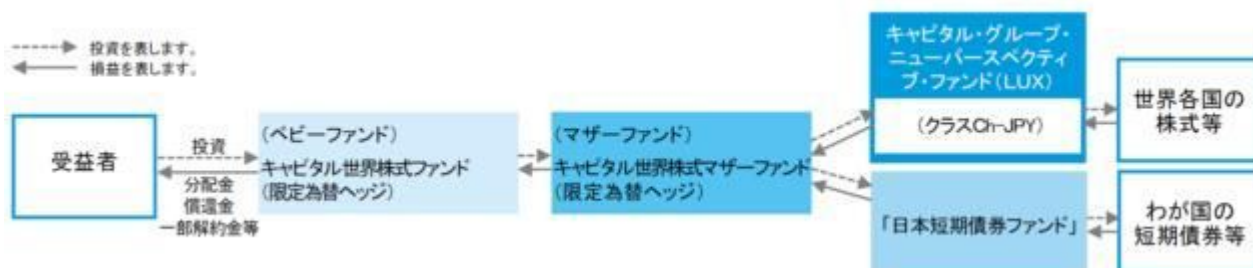 投資を表します。
損益を表します。
受益者
投資
分配金
償還金
一部解約金等
(ベビーファンド)
キャピタル世界株式ファンド
(限定為替ヘッジ)
(マザーファンド)
キャピタル世界株式マザーファンド
(限定為替ヘッジ)
キャピタル・グループ・
ニューパースペクティ
ブ・ファンド(LUX)
(クラスCh-JPY)
世界各国の
株式等
「日本短期債券ファンド」
わが国の
短期債券等